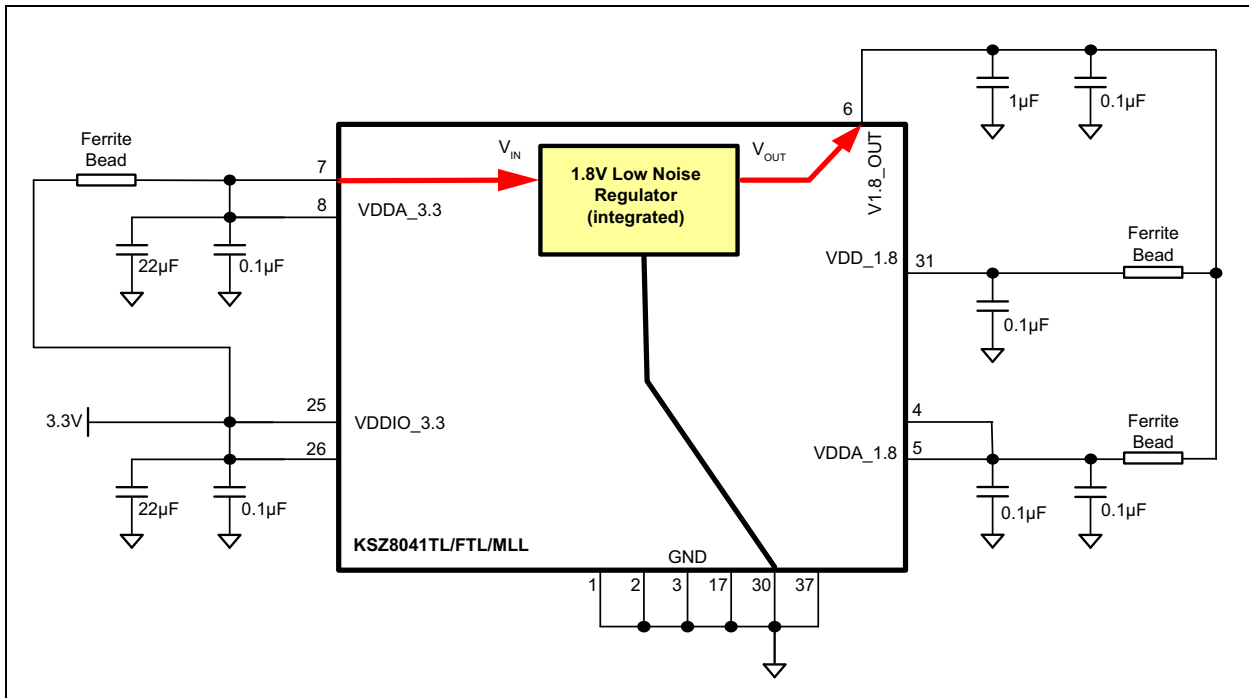 6
1µF
0.1µF
Ferrite
Bead
7
V_IN
1.8V Low Noise
Regulator
(integrated)
V_OUT
V1.8_OUT
8
VDDA_3.3
22µF
0.1µF
VDD_1.8
31
Ferrite
Bead
0.1µF
3.3V
25
VDDIO_3.3
26
22µF
0.1µF
4
VDDA_1.8
5
Ferrite
Bead
0.1µF
0.1µF
KSZ8041TL/FTL/MLL
GND
1
2
3
17
30
37